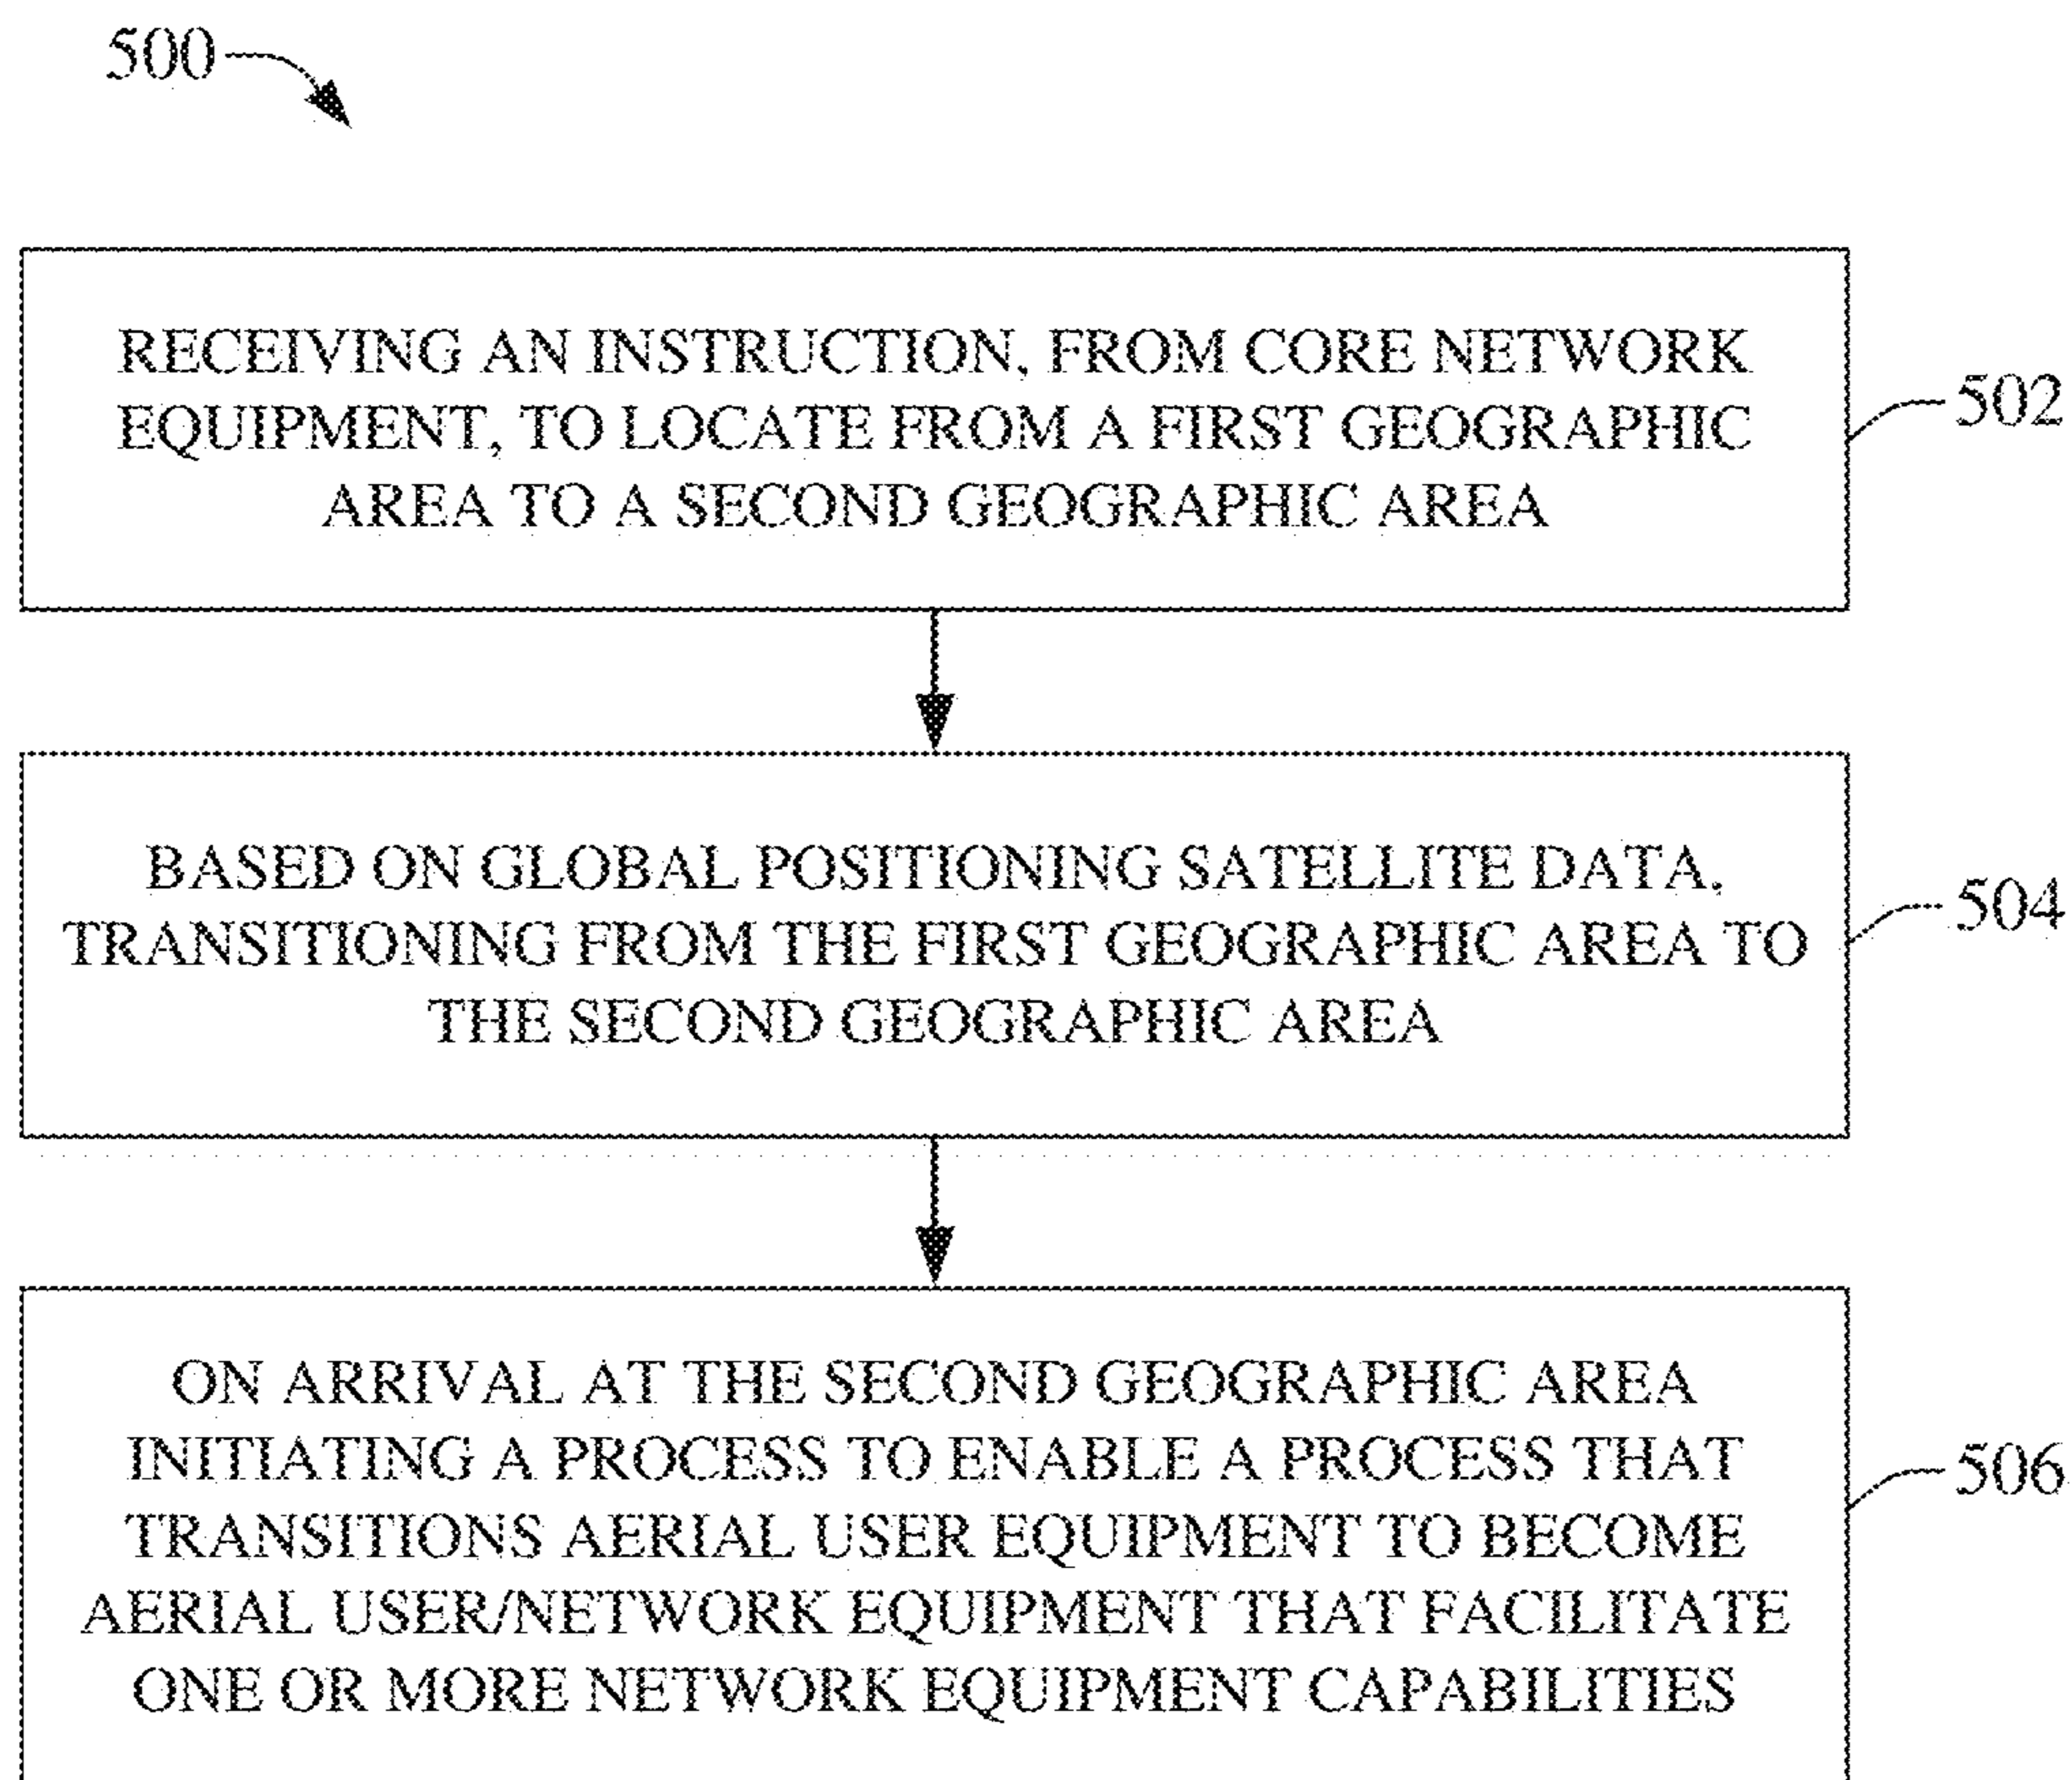 500
RECEIVING AN INSTRUCTION, FROM CORE NETWORK
EQUIPMENT, TO LOCATE FROM A FIRST GEOGRAPHIC
AREA TO A SECOND GEOGRAPHIC AREA
502
BASED ON GLOBAL POSITIONING SATELLITE DATA,
TRANSITIONING FROM THE FIRST GEOGRAPHIC AREA TO
THE SECOND GEOGRAPHIC AREA
504
ON ARRIVAL AT THE SECOND GEOGRAPHIC AREA
INITIATING A PROCESS TO ENABLE A PROCESS THAT
TRANSITIONS AERIAL USER EQUIPMENT TO BECOME
AERIAL USER/NETWORK EQUIPMENT THAT FACILITATE
ONE OR MORE NETWORK EQUIPMENT CAPABILITIES
506